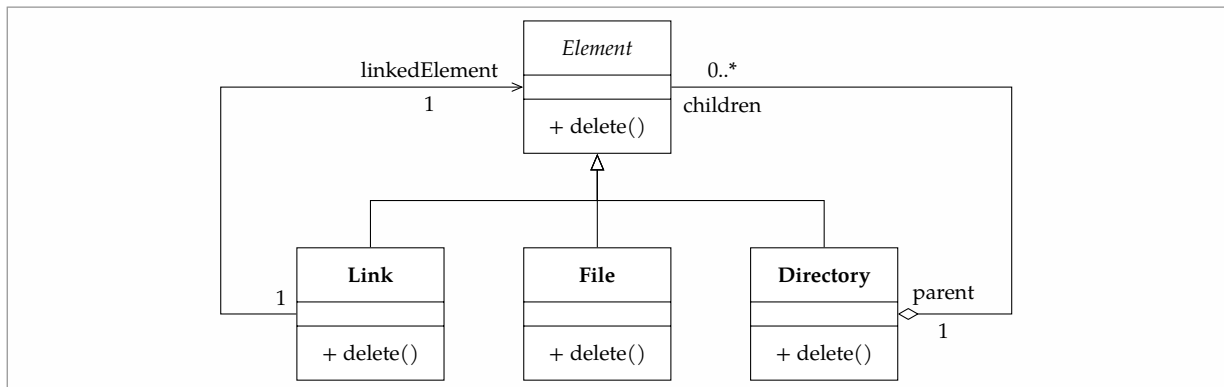 Element
+ delete()
linkedElement
1
0..*
children
Link
+ delete()
1
File
+ delete()
Directory
+ delete()
parent
1